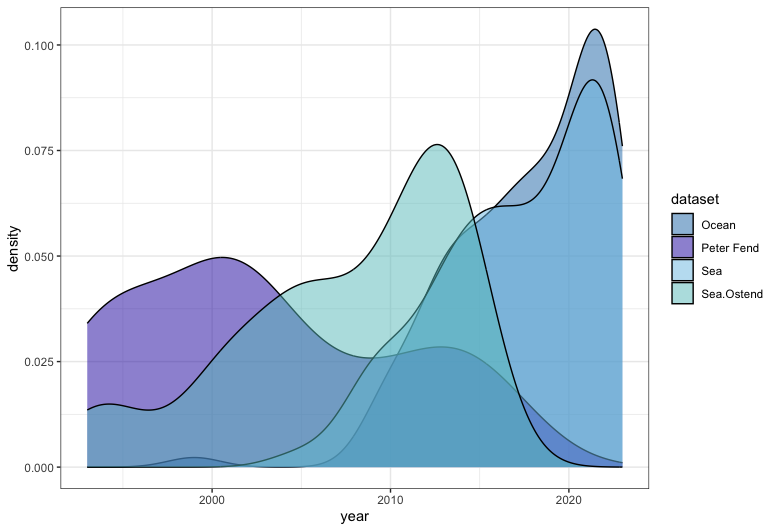 density
0.100
0.075
0.050
0.025
0.000
2000 2010 2020
year
dataset
Ocean
Peter Fend
Sea
Sea.Ostend